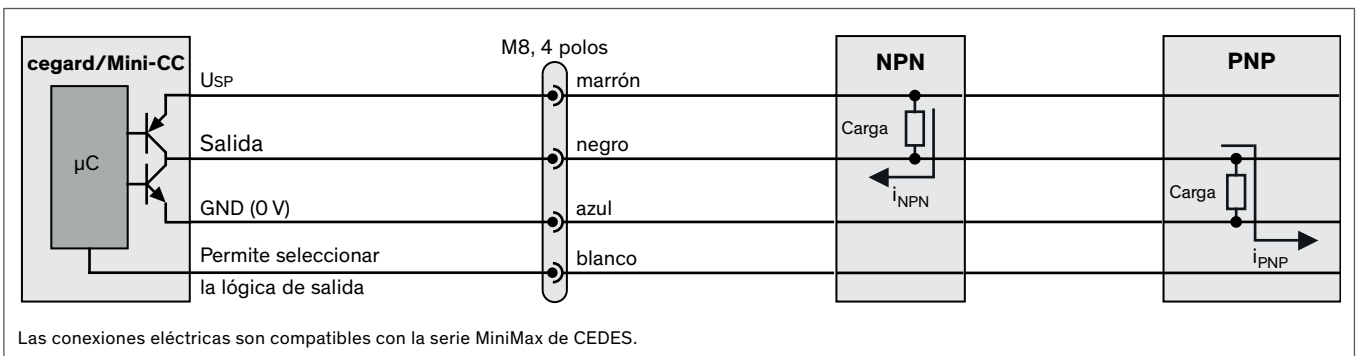 cegard/Mini-CC
M8, 4 polos
NPN
PNP
USP
marrón
Carga
Salida
negro
µC
iNPN
Carga
GND (0 V)
azul
iPNP
Permite seleccionar
la lógica de salida
blanco
Las conexiones eléctricas son compatibles con la serie MiniMax de CEDES.